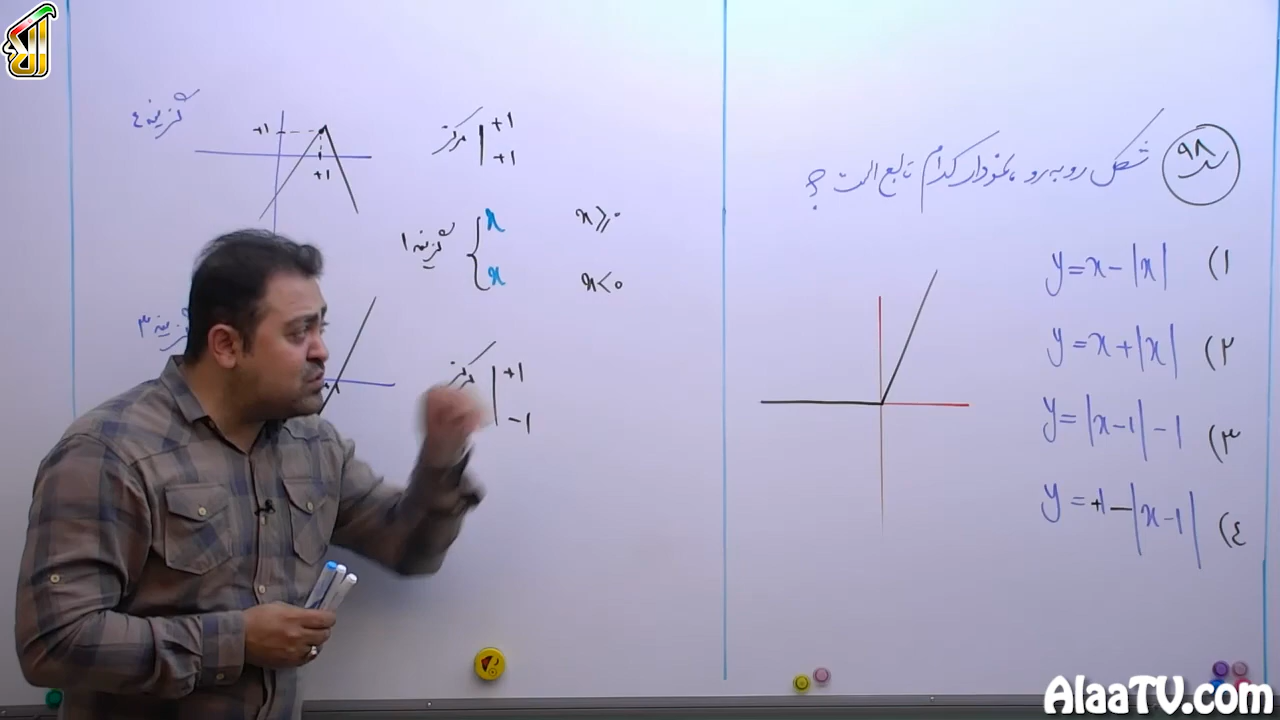 ۹۸
شکل روبه‌رو، نمودار کدام تابع است؟
۱) y = x - |x|
۲) y = x + |x|
۳) y = |x-1| - 1
۴) y = +1 - |x-1|
مرکز +1 +1
گزینه ۴
+1
+1
گزینه ۱ { x x ≥ 0
x x < 0
مرکز +1 -1
گزینه ۳
AlaaTV.com